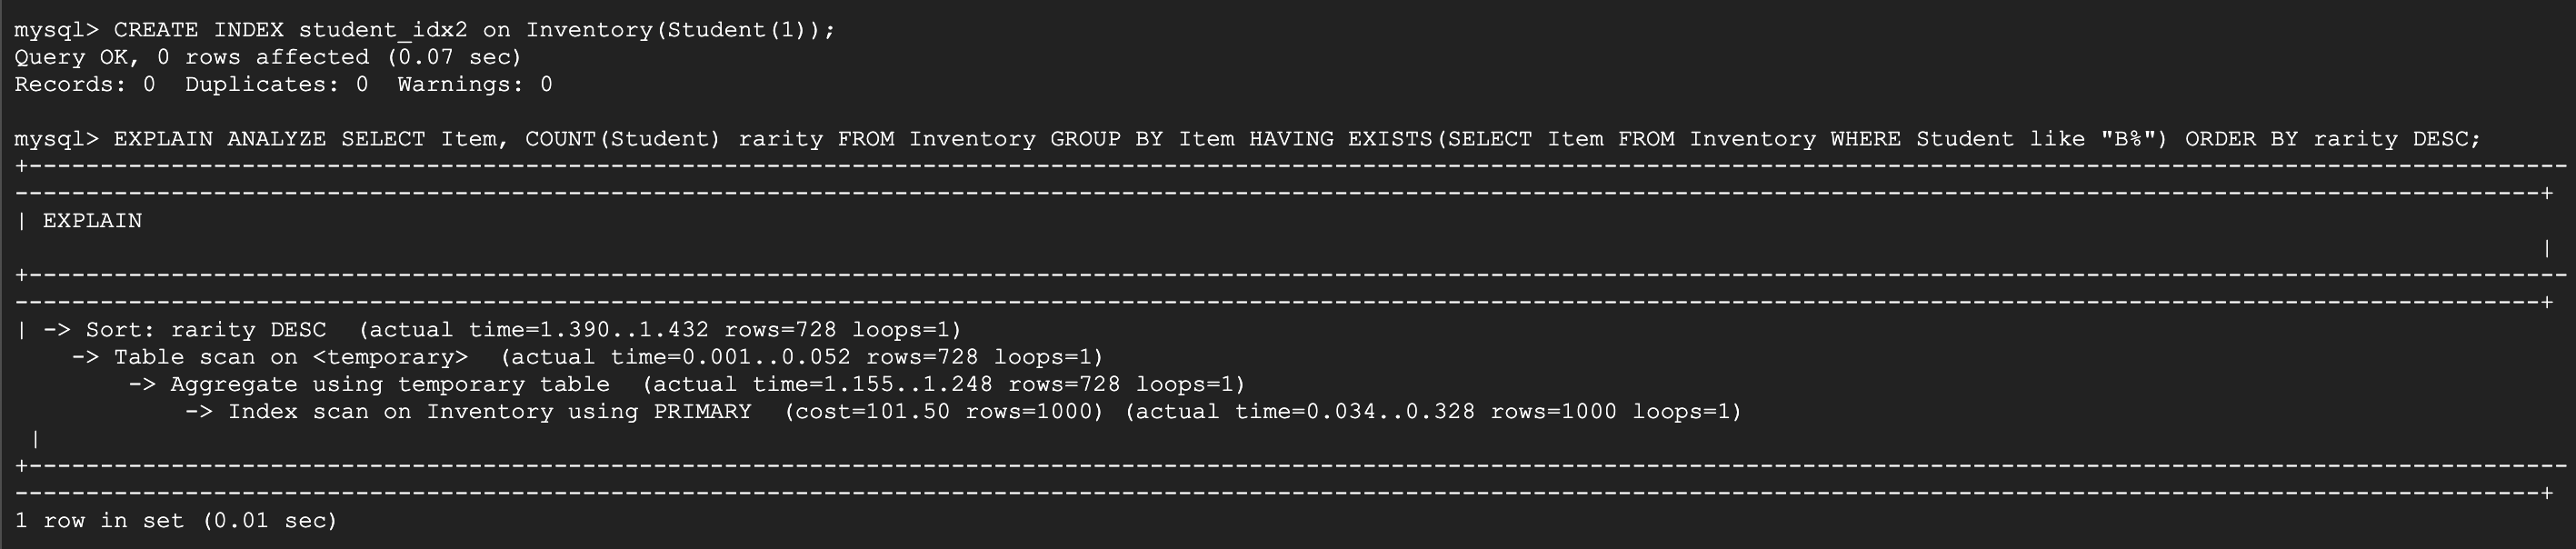 mysql> CREATE INDEX student_idx2 on Inventory(Student(1));
Query OK, 0 rows affected (0.07 sec)
Records: 0  Duplicates: 0  Warnings: 0
mysql> EXPLAIN ANALYZE SELECT Item, COUNT(Student) rarity FROM Inventory GROUP BY Item HAVING EXISTS(SELECT Item FROM Inventory WHERE Student like "B%") ORDER BY rarity DESC;
| EXPLAIN
|
| -> Sort: rarity DESC  (actual time=1.390..1.432 rows=728 loops=1)
    -> Table scan on <temporary>  (actual time=0.001..0.052 rows=728 loops=1)
        -> Aggregate using temporary table  (actual time=1.155..1.248 rows=728 loops=1)
            -> Index scan on Inventory using PRIMARY  (cost=101.50 rows=1000) (actual time=0.034..0.328 rows=1000 loops=1)
 |
1 row in set (0.01 sec)